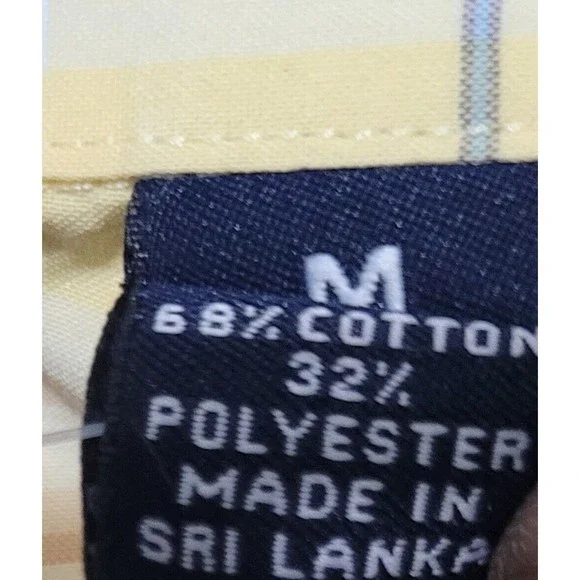 M
68% COTTON
32%
POLYESTER
MADE IN
SRI LANKA